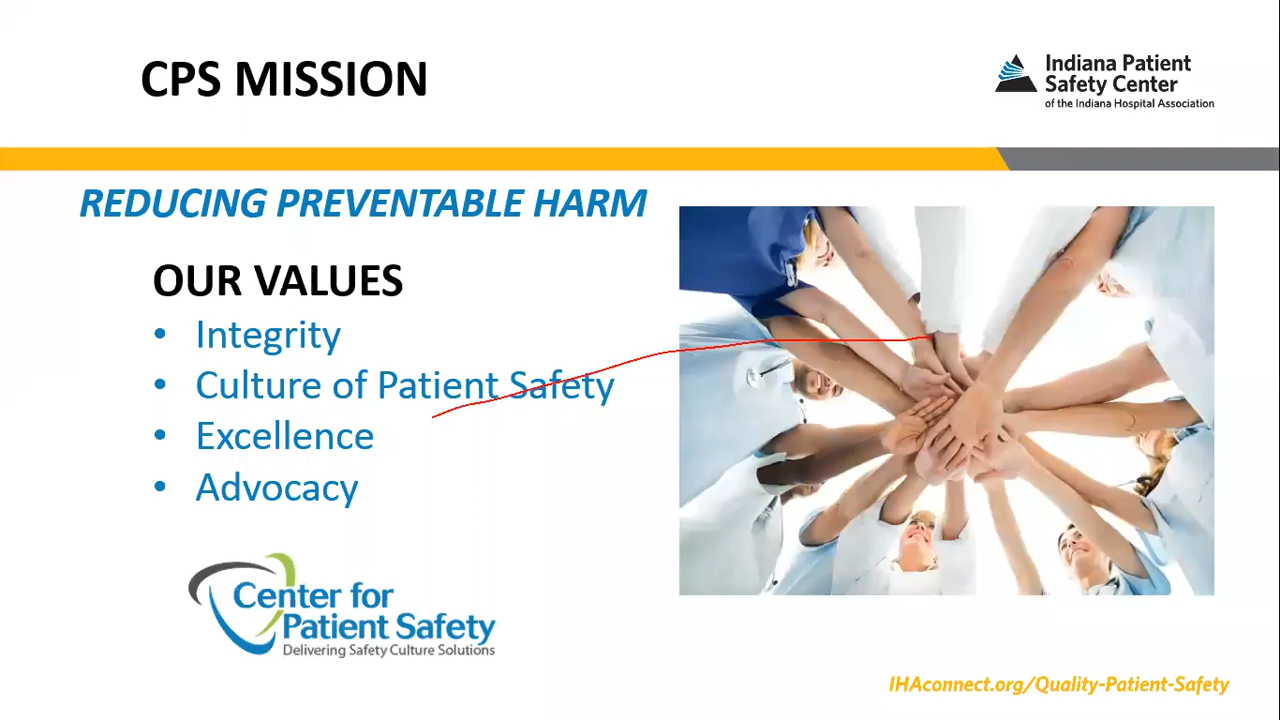 CPS MISSION
Indiana Patient
Safety Center
of the Indiana Hospital Association
REDUCING PREVENTABLE HARM
OUR VALUES
• Integrity
• Culture of Patient Safety
• Excellence
• Advocacy
Center for
Patient Safety
Delivering Safety Culture Solutions
IHAconnect.org/Quality-Patient-Safety